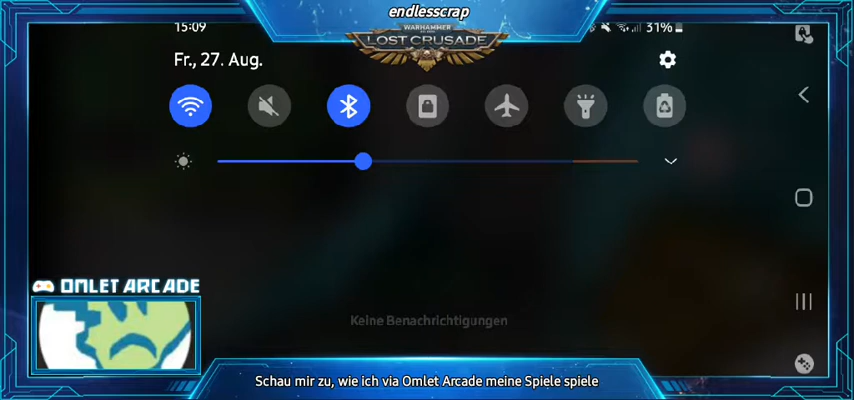 endlesscrap
WARHAMMER
LOST CRUSADE
15:09
31%
Fr., 27. Aug.
Keine Benachrichtigungen
OMLET ARCADE
Schau mir zu, wie ich via Omlet Arcade meine Spiele spiele